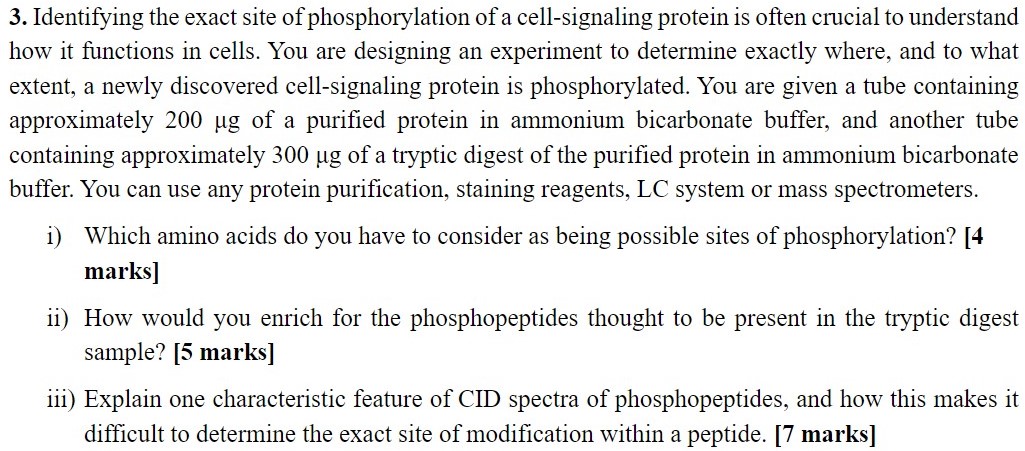 3. Identifying the exact site of phosphorylation of a cell-signaling protein is often crucial to understand
how it functions in cells. You are designing an experiment to determine exactly where, and to what
extent, a newly discovered cell-signaling protein is phosphorylated. You are given a tube containing
approximately 200 μg of a purified protein in ammonium bicarbonate buffer, and another tube
containing approximately 300 μg of a tryptic digest of the purified protein in ammonium bicarbonate
buffer. You can use any protein purification, staining reagents, LC system or mass spectrometers.
i) Which amino acids do you have to consider as being possible sites of phosphorylation? [4
marks]
ii) How would you enrich for the phosphopeptides thought to be present in the tryptic digest
sample? [5 marks]
iii) Explain one characteristic feature of CID spectra of phosphopeptides, and how this makes it
difficult to determine the exact site of modification within a peptide. [7 marks]